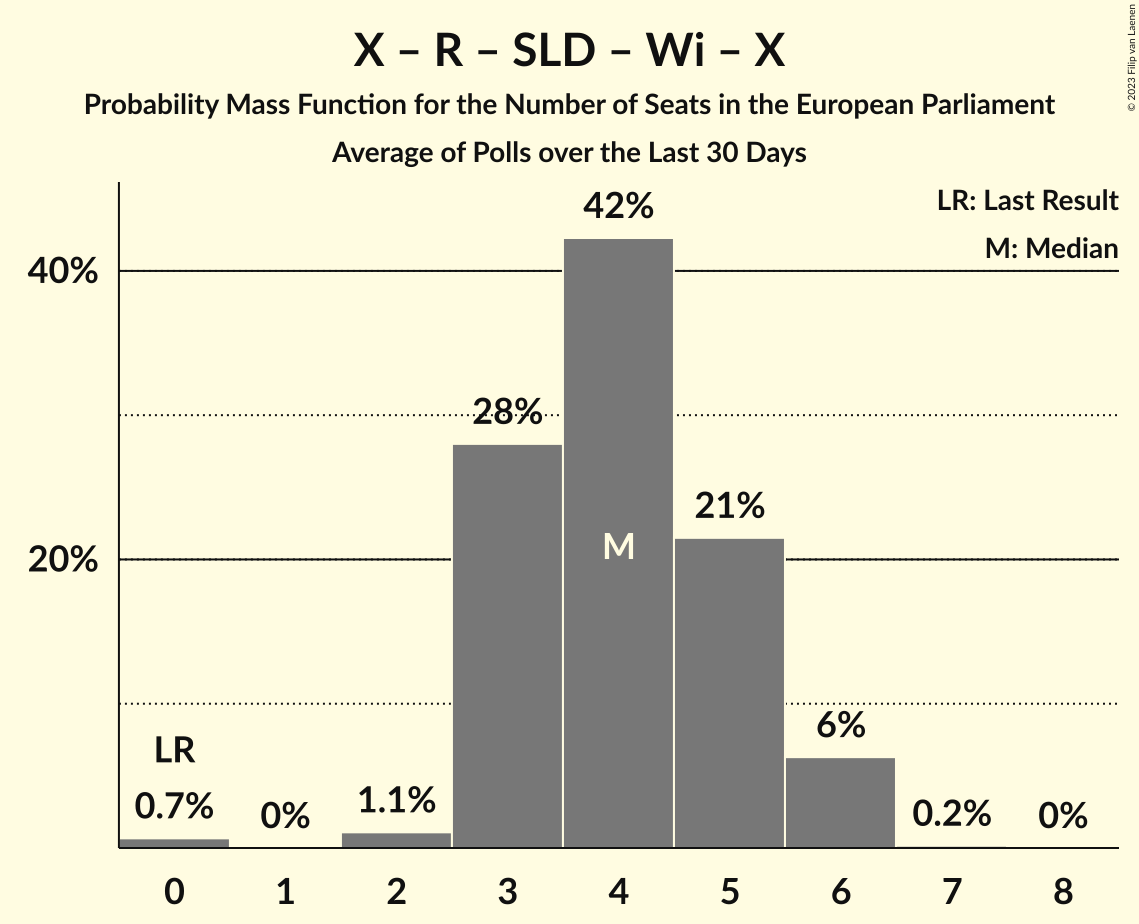 X – R – SLD – Wi – X
Probability Mass Function for the Number of Seats in the European Parliament
Average of Polls over the Last 30 Days
© 2023 Filip van Laenen
LR: Last Result
M: Median
40%
20%
LR
0.7%
0%
1.1%
28%
42%
M
21%
6%
0.2%
0%
0 1 2 3 4 5 6 7 8